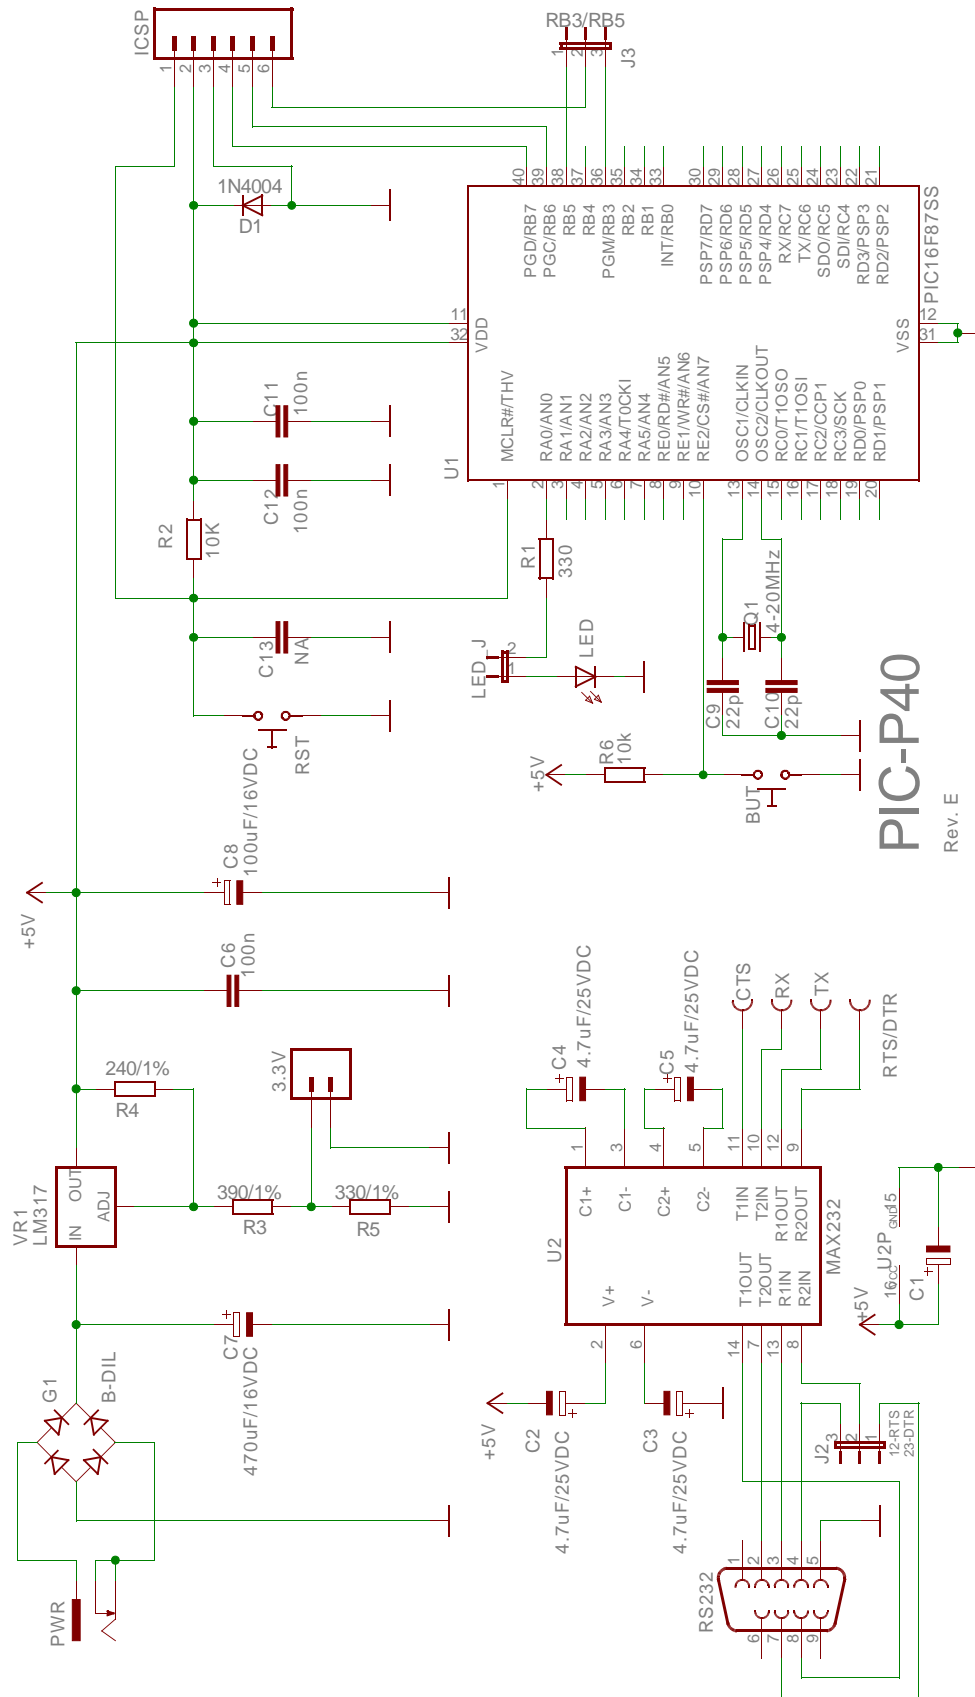 ICSP
1
2
3
4
5
6
RB3/RB5
1
2
3
J3
1N4004
D1
40
39
38
37
36
35
34
33
30
29
28
27
26
25
24
23
22
21
PGD/RB7
PGC/RB6
RB5
RB4
PGM/RB3
RB2
RB1
INT/RB0
PSP7/RD7
PSP6/RD6
PSP5/RD5
PSP4/RD4
RX/RC7
TX/RC6
SDO/RC5
SDI/RC4
RD3/PSP3
RD2/PSP2
PIC16F87SS
11
32
VDD
12
31
VSS
U1
MCLR#/THV
RA0/AN0
RA1/AN1
RA2/AN2
RA3/AN3
RA4/T0CKI
RA5/AN4
RE0/RD#/AN5
RE1/WR#/AN6
RE2/CS#/AN7
OSC1/CLKIN
OSC2/CLKOUT
RC0/T1OSO
RC1/T1OSI
RC2/CCP1
RC3/SCK
RD0/PSP0
RD1/PSP1
1
2
3
4
5
6
7
8
9
10
13
14
15
16
17
18
19
20
C11
100n
C12
100n
R2
10K
C13
NA
RST
R1
330
LED_J
1
2
LED
Q1
4-20MHz
C9
22p
C10
22p
+5V
R6
10k
BUT
PIC-P40
Rev. E
+5V
C8
100uF/16VDC
C6
100n
240/1%
R4
3.3V
VR1
LM317
IN
OUT
ADJ
390/1%
R3
330/1%
R5
C7
470uF/16VDC
G1
B-DIL
PWR
C4
4.7uF/25VDC
C5
4.7uF/25VDC
CTS
RX
TX
RTS/DTR
1
3
4
5
11
10
12
9
U2
C1+
C1-
C2+
C2-
T1IN
T2IN
R1OUT
R2OUT
V+
V-
T1OUT
T2OUT
R1IN
R2IN
MAX232
2
6
14
7
13
8
+5V
C2
4.7uF/25VDC
C3
4.7uF/25VDC
U2P
GND
15
16
VCC
C1
+5V
J2
3
2
1
12-RTS
23-DTR
RS232
1
2
3
4
5
6
7
8
9